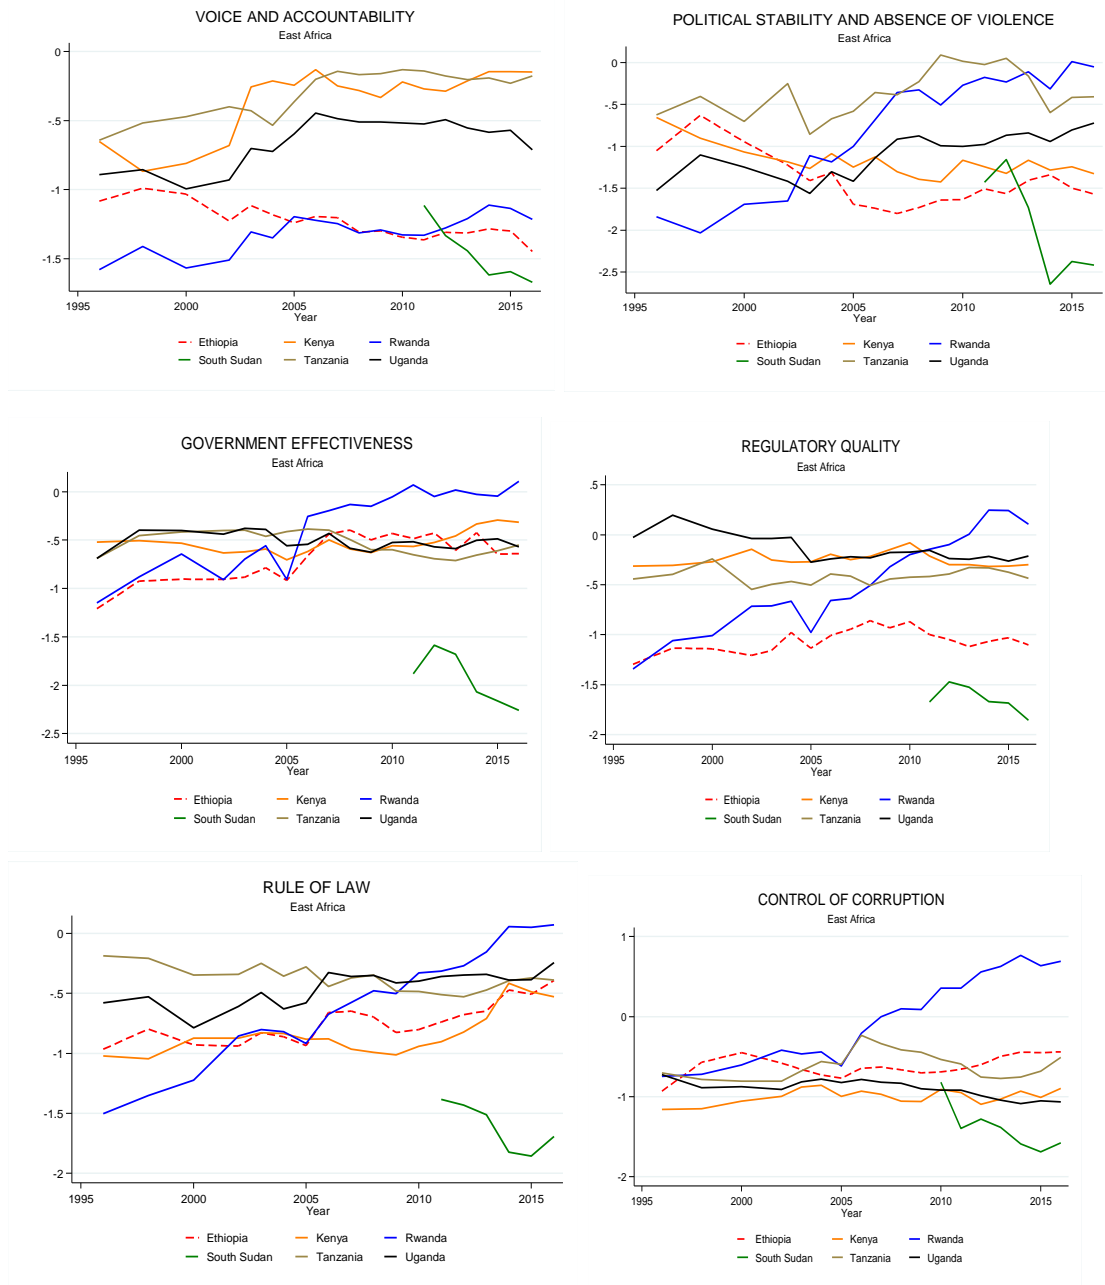 VOICE AND ACCOUNTABILITY
East Africa
0
-.5
-1
-1.5
1995 2000 2005 2010 2015
Year
Ethiopia Kenya Rwanda
South Sudan Tanzania Uganda
POLITICAL STABILITY AND ABSENCE OF VIOLENCE
East Africa
0
-.5
-1
-1.5
-2
-2.5
1995 2000 2005 2010 2015
Year
Ethiopia Kenya Rwanda
South Sudan Tanzania Uganda
GOVERNMENT EFFECTIVENESS
East Africa
0
-.5
-1
-1.5
-2
-2.5
1995 2000 2005 2010 2015
Year
Ethiopia Kenya Rwanda
South Sudan Tanzania Uganda
REGULATORY QUALITY
East Africa
.5
0
-.5
-1
-1.5
-2
1995 2000 2005 2010 2015
Year
Ethiopia Kenya Rwanda
South Sudan Tanzania Uganda
RULE OF LAW
East Africa
0
-.5
-1
-1.5
-2
1995 2000 2005 2010 2015
Year
Ethiopia Kenya Rwanda
South Sudan Tanzania Uganda
CONTROL OF CORRUPTION
East Africa
1
0
-1
-2
1995 2000 2005 2010 2015
Year
Ethiopia Kenya Rwanda
South Sudan Tanzania Uganda